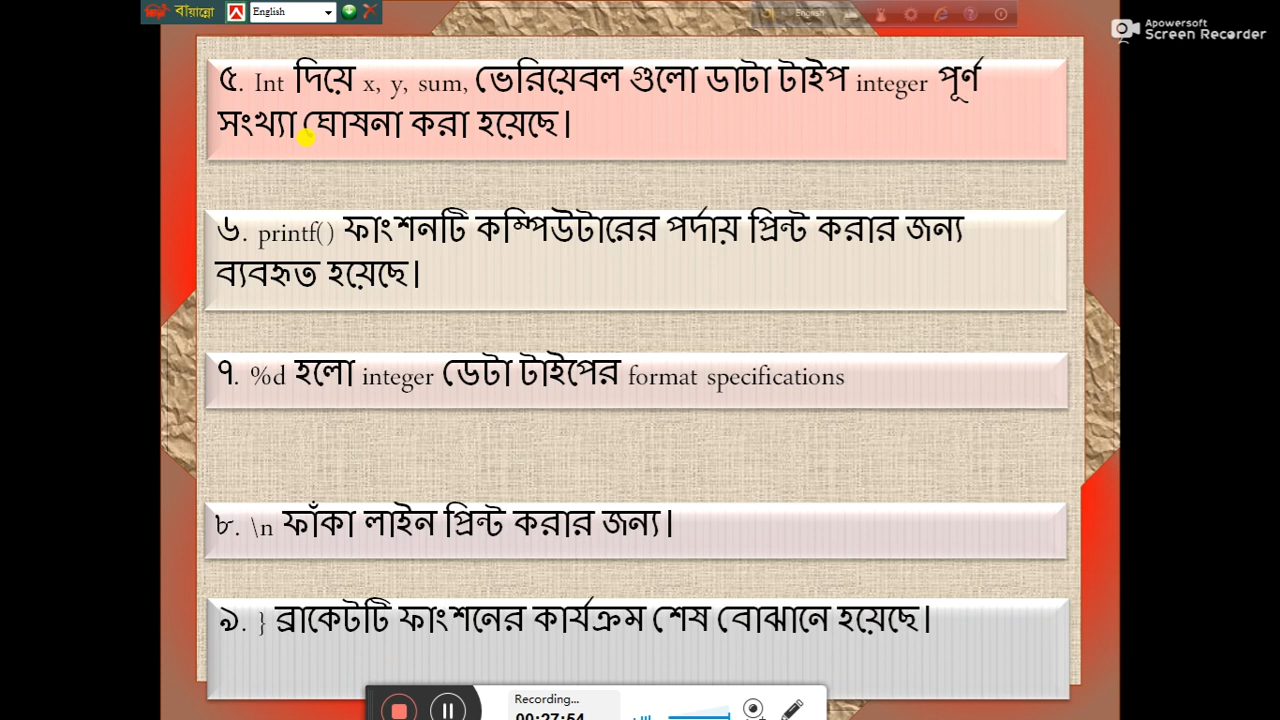 বায়ান্নো
English
English
Apowersoft
Screen Recorder
৫. Int দিয়ে x, y, sum, ভেরিয়েবল গুলো ডাটা টাইপ integer পূর্ণ
সংখ্যা ঘোষনা করা হয়েছে।
৬. printf() ফাংশনটি কম্পিউটারের পর্দায় প্রিন্ট করার জন্য
ব্যবহৃত হয়েছে।
৭. %d হলো integer ডেটা টাইপের format specifications
৮. \n ফাঁকা লাইন প্রিন্ট করার জন্য।
৯. } ব্রাকেটটি ফাংশনের কার্যক্রম শেষ বোঝানে হয়েছে।
Recording...
00:27:54